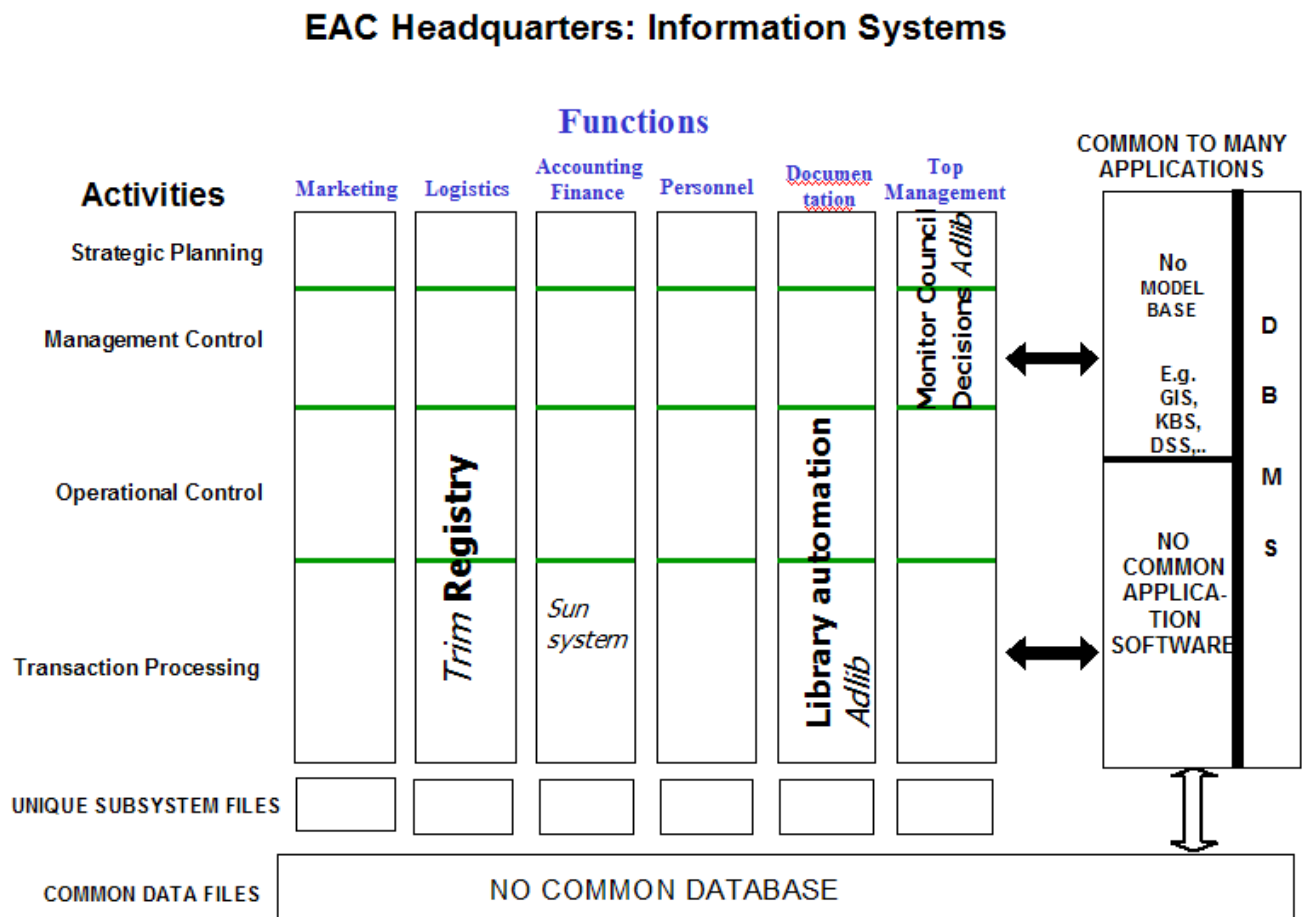 EAC Headquarters: Information Systems
Functions
COMMON TO MANY
APPLICATIONS
Activities
Marketing
Logistics
Accounting
Finance
Personnel
Documen
tation
Top
Management
Strategic Planning
Management Control
Operational Control
Transaction Processing
Trim Registry
Sun
system
Library automation
Adlib
Monitor Council
Decisions Adlib
No
MODEL
BASE
E.g.
GIS,
KBS,
DSS,..
NO
COMMON
APPLICA-
TION
SOFTWARE
D
B
M
S
UNIQUE SUBSYSTEM FILES
COMMON DATA FILES
NO COMMON DATABASE